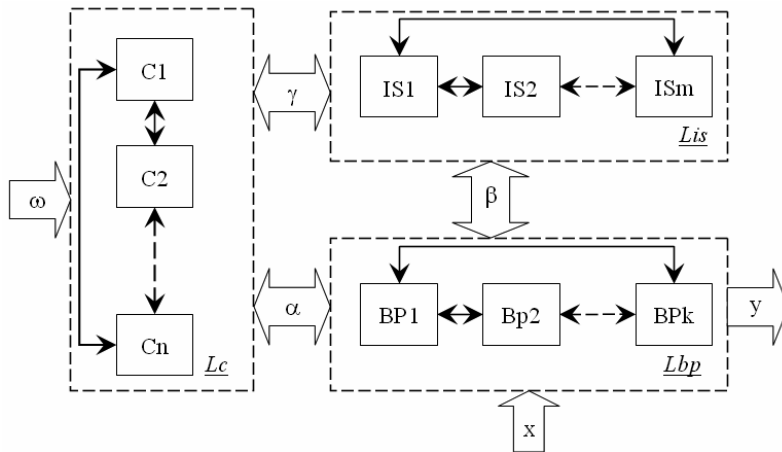 C1
C2
Cn
Lc
ω
γ
α
IS1 IS2 ISm
Lis
β
BP1 Bp2 BPk
Lbp
y
x